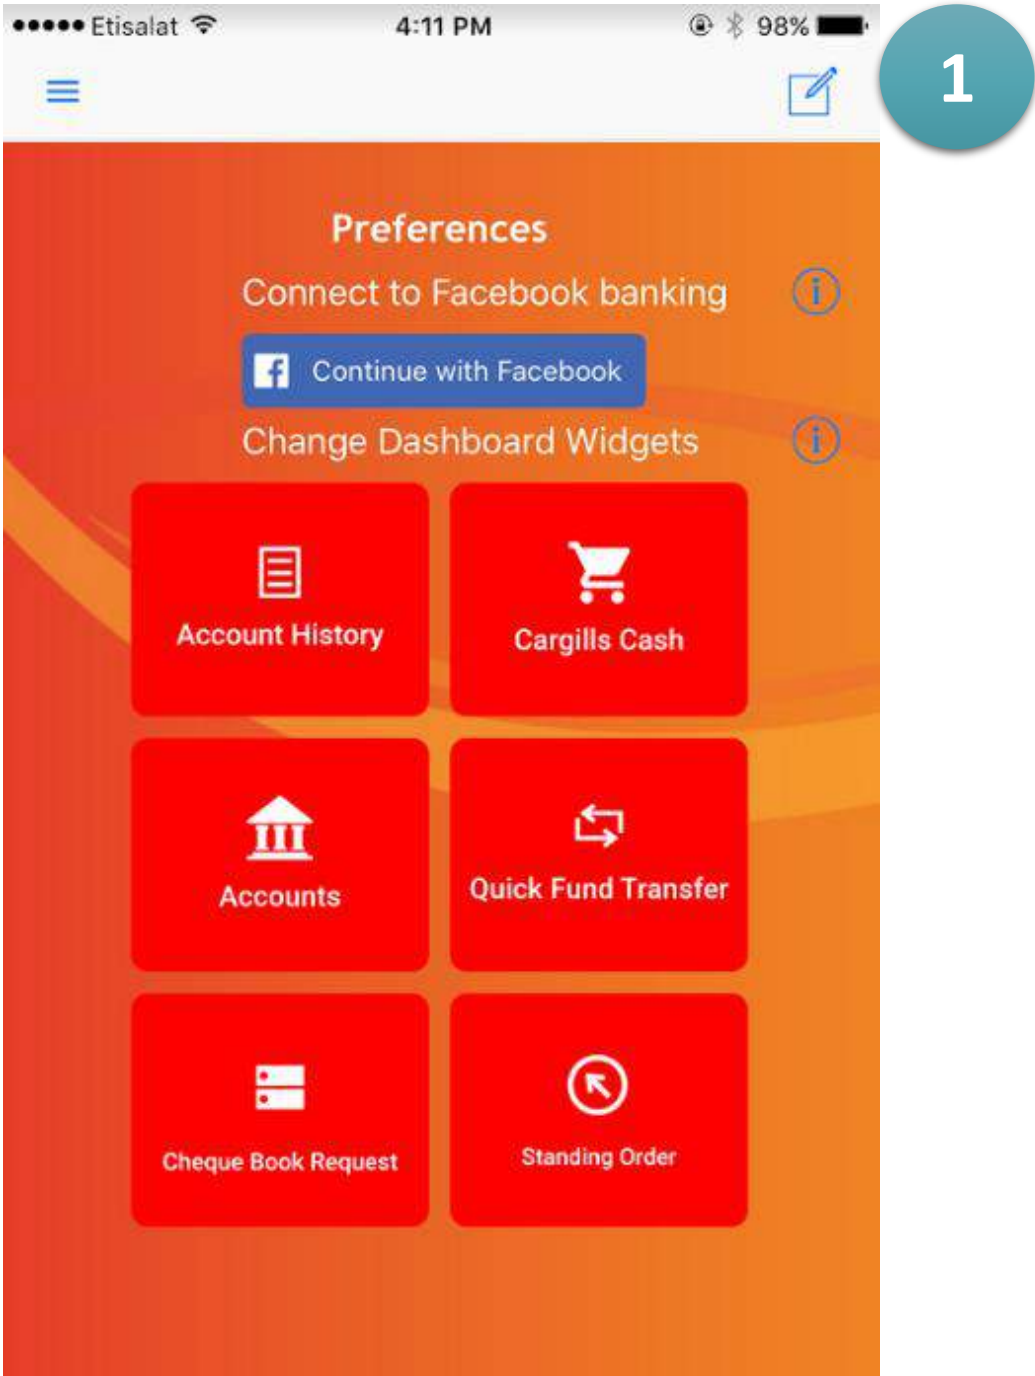 Etisalat 4:11 PM 98%
1
Preferences
Connect to Facebook banking
Continue with Facebook
Change Dashboard Widgets
Account History
Cargills Cash
Accounts
Quick Fund Transfer
Cheque Book Request
Standing Order